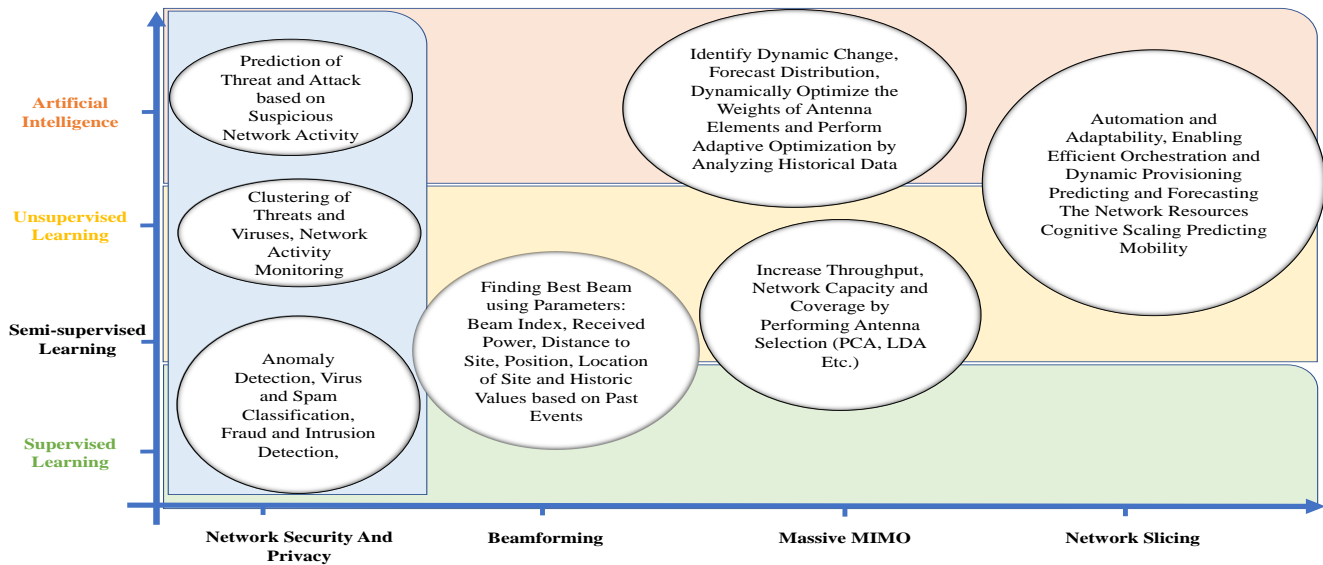 Artificial
Intelligence
Unsupervised
Learning
Semi-supervised
Learning
Supervised
Learning
Prediction of
Threat and Attack
based on
Suspicious
Network Activity
Clustering of
Threats and
Viruses, Network
Activity
Monitoring
Anomaly
Detection, Virus
and Spam
Classification,
Fraud and Intrusion
Detection,
Finding Best Beam
using Parameters:
Beam Index, Received
Power, Distance to
Site, Position, Location
of Site and Historic
Values based on Past
Events
Identify Dynamic Change,
Forecast Distribution,
Dynamically Optimize the
Weights of Antenna
Elements and Perform
Adaptive Optimization by
Analyzing Historical Data
Increase Throughput,
Network Capacity and
Coverage by
Performing Antenna
Selection (PCA, LDA
Etc.)
Automation and
Adaptability, Enabling
Efficient Orchestration and
Dynamic Provisioning
Predicting and Forecasting
The Network Resources
Cognitive Scaling Predicting
Mobility
Network Security And
Privacy
Beamforming
Massive MIMO
Network Slicing